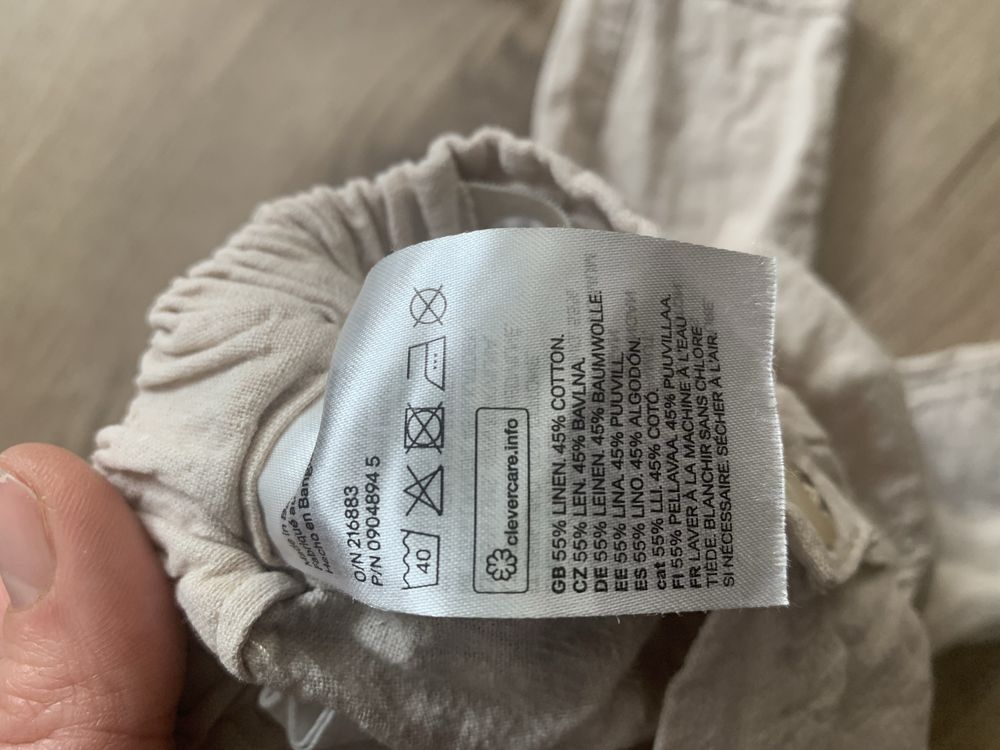 O/N 216883
P/N 0904894 5
40
clevercare.info
GB 55% LINEN. 45% COTTON.
CZ 55% LEN. 45% BAVLNA.
DE 55% LEINEN. 45% BAUMWOLLE.
EE 55% LINA. 45% PUUVILL.
ES 55% LINO. 45% ALGODÓN.
cat 55% LLI. 45% COTÓ.
FI 55% PELLAVAA. 45% PUUVILLAA.
FR LAVER À LA MACHINE À L'EAU
TIÈDE. BLANCHIR SANS CHLORE
SI NÉCESSAIRE. SÉCHER À L'AIR.